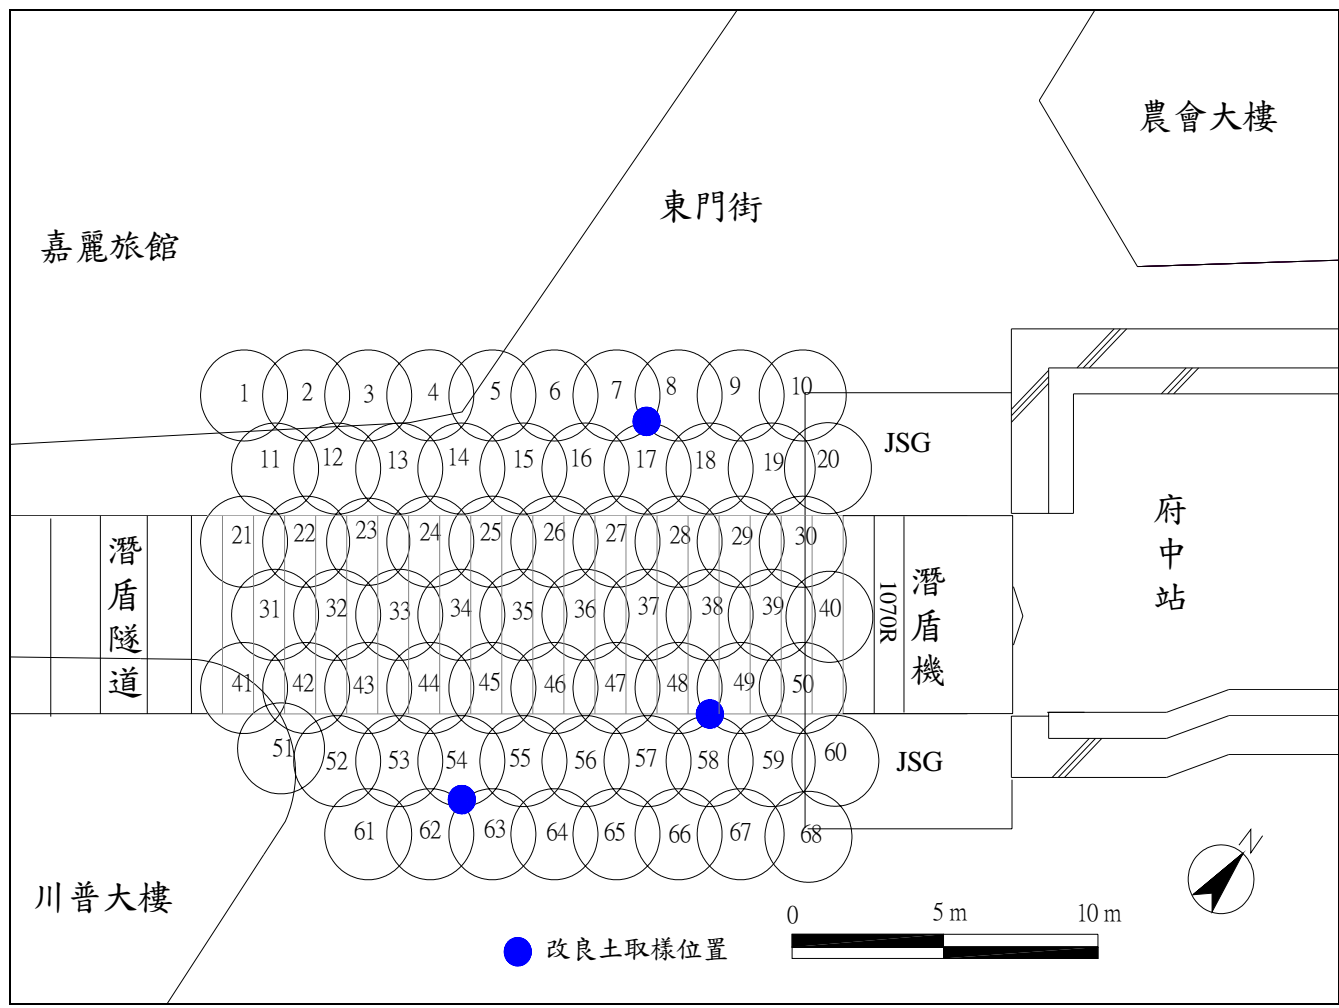 農會大樓
東門街
嘉麗旅館
1 2 3 4 5 6 7 8 9 10
11 12 13 14 15 16 17 18 19 20
JSG
21 22 23 24 25 26 27 28 29 30
31 32 33 34 35 36 37 38 39 40
41 42 43 44 45 46 47 48 49 50
潛盾隧道
1070R
潛盾機
府中站
51 52 53 54 55 56 57 58 59 60
JSG
61 62 63 64 65 66 67 68
川普大樓
N
0 5 m 10 m
改良土取樣位置